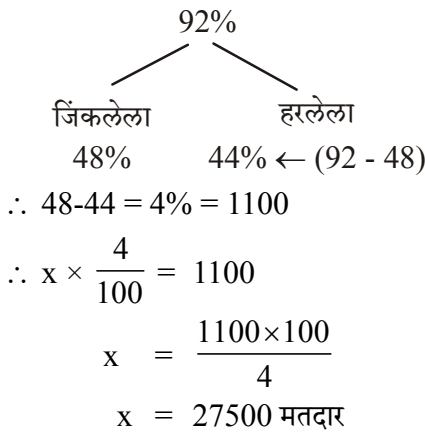 92%
जिंकलेला हरलेला
48% 44% ← (92 - 48)
∴ 48-44 = 4% = 1100
∴ x × 4/100 = 1100
x = 1100×100/4
x = 27500 मतदार